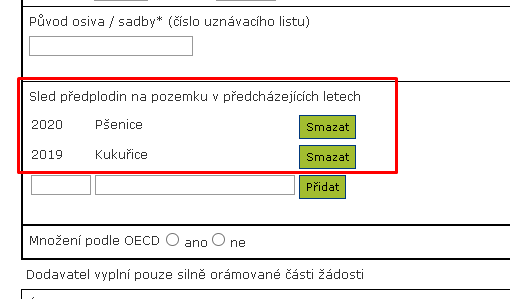 Původ osiva / sadby* (číslo uznávacího listu)
Sled předplodin na pozemku v předcházejících letech
2020 Pšenice Smazat
2019 Kukuřice Smazat
Přidat
Množení podle OECD ano ne
Dodavatel vyplní pouze silně orámované části žádosti